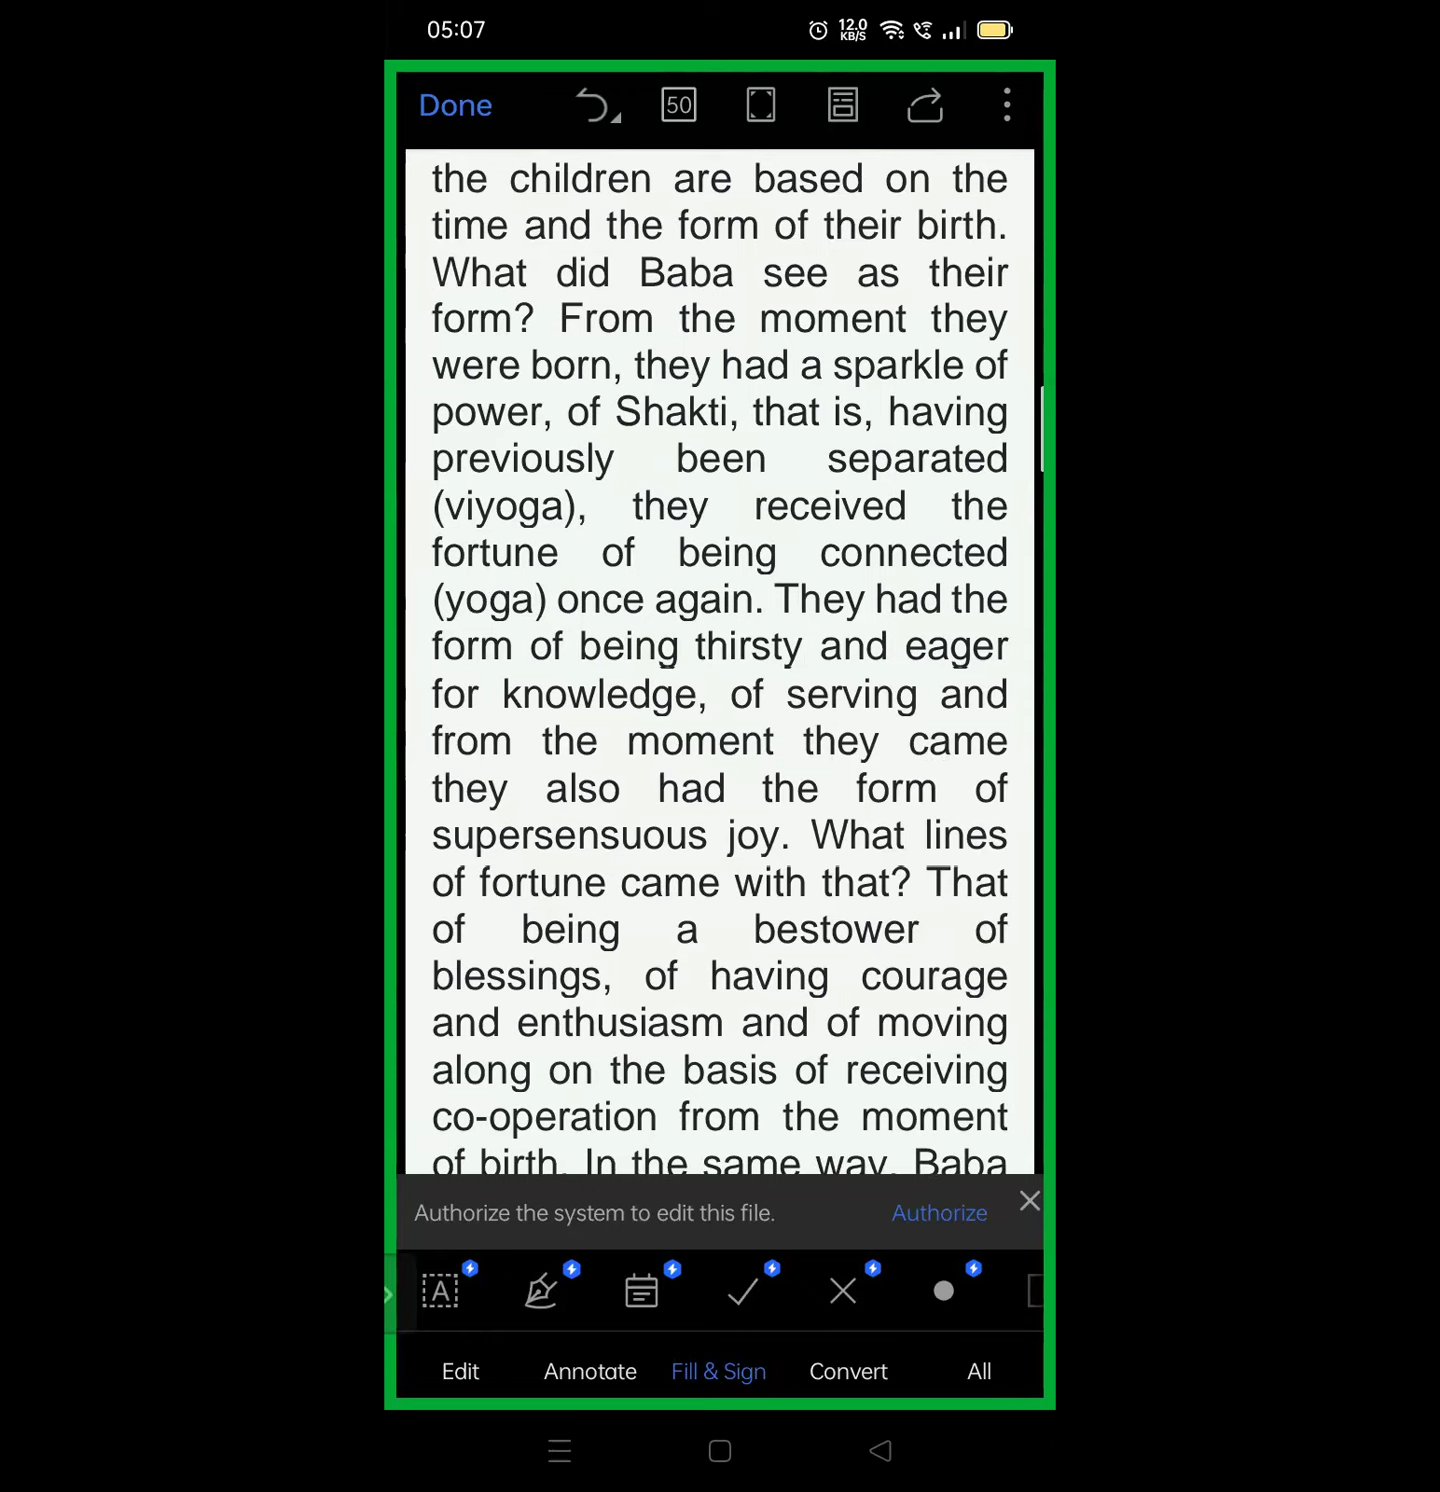 05:07
12.0
KB/S
Done
50
the children are based on the
time and the form of their birth.
What did Baba see as their
form? From the moment they
were born, they had a sparkle of
power, of Shakti, that is, having
previously been separated
(viyoga), they received the
fortune of being connected
(yoga) once again. They had the
form of being thirsty and eager
for knowledge, of serving and
from the moment they came
they also had the form of
supersensuous joy. What lines
of fortune came with that? That
of being a bestower of
blessings, of having courage
and enthusiasm and of moving
along on the basis of receiving
co-operation from the moment
of birth. In the same way, Baba
Authorize the system to edit this file.
Authorize
A
Edit
Annotate
Fill & Sign
Convert
All